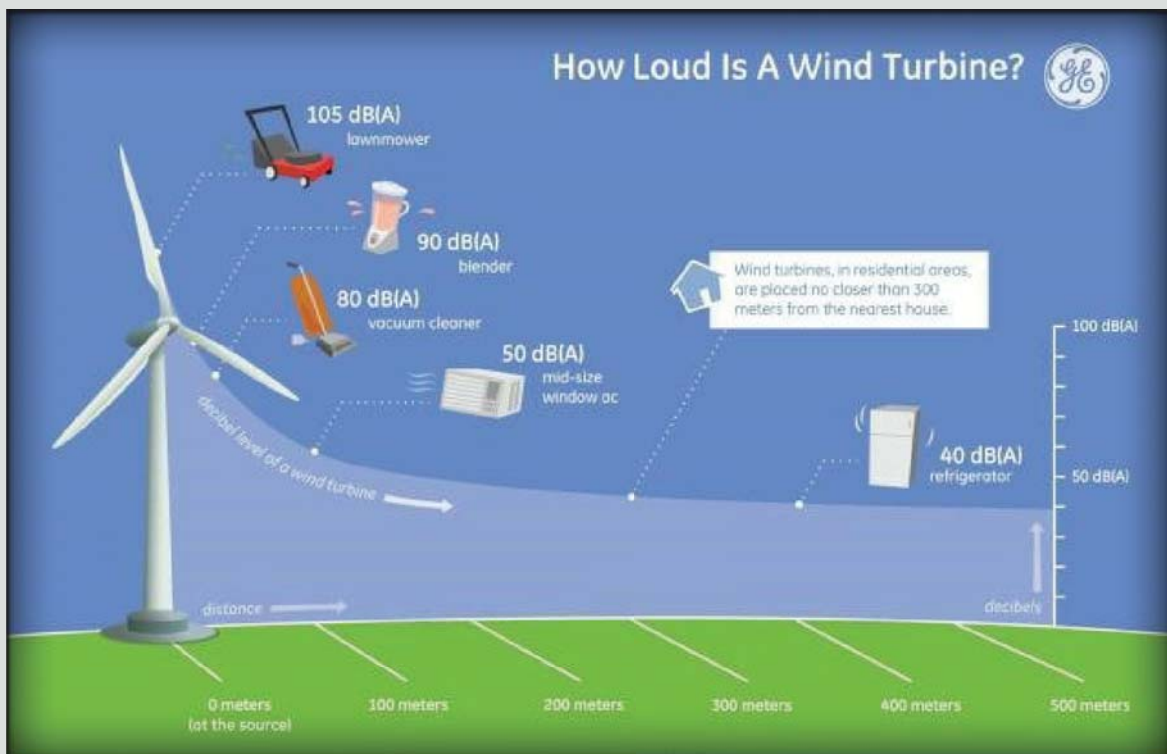 How Loud Is A Wind Turbine?
GE
105 dB(A)
lawnmower
90 dB(A)
blender
80 dB(A)
vacuum cleaner
50 dB(A)
mid-size
window ac
Wind turbines, in residential areas,
are placed no closer than 300
meters from the nearest house.
100 dB(A)
40 dB(A)
refrigerator
50 dB(A)
decibel level of a wind turbine
distance
decibels
0 meters
(at the source)
100 meters
200 meters
300 meters
400 meters
500 meters